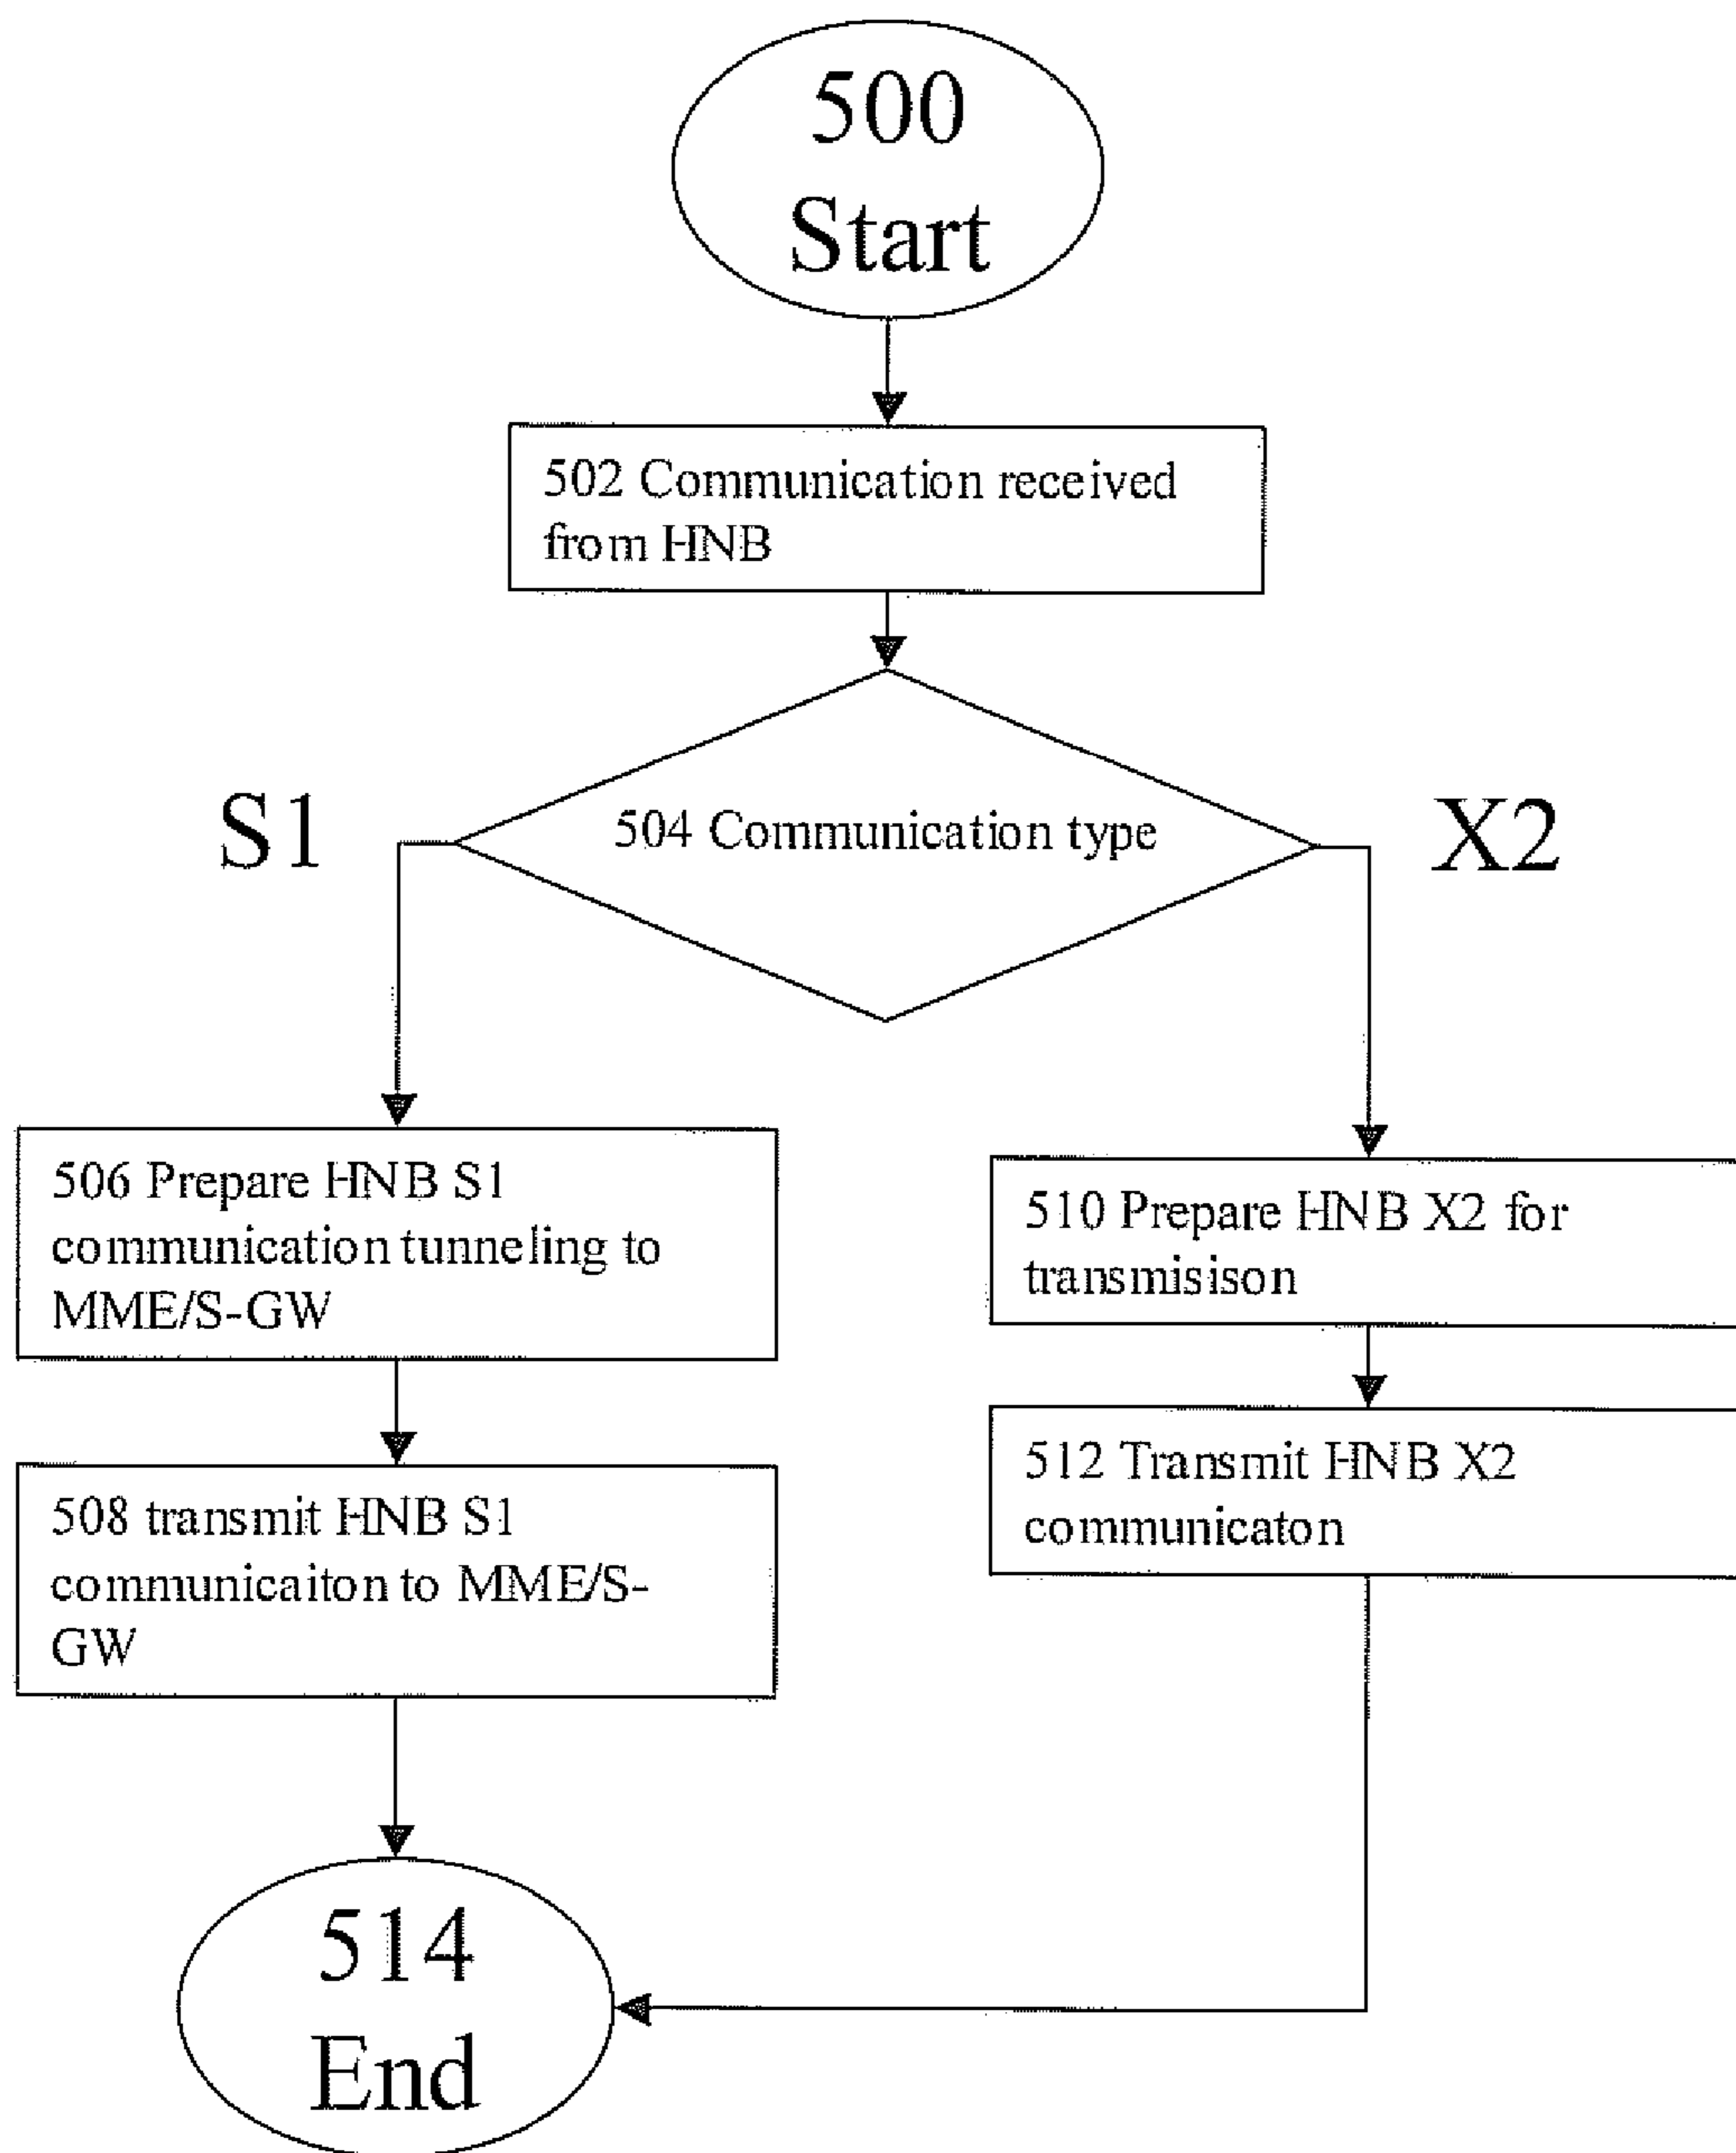 500
Start
502 Communication received
from HNB
504 Communication type
S1
X2
506 Prepare HNB S1
communication tunneling to
MME/S-GW
508 transmit HNB S1
communicaiton to MME/S-
GW
510 Prepare HNB X2 for
transmisison
512 Transmit HNB X2
communicaton
514
End